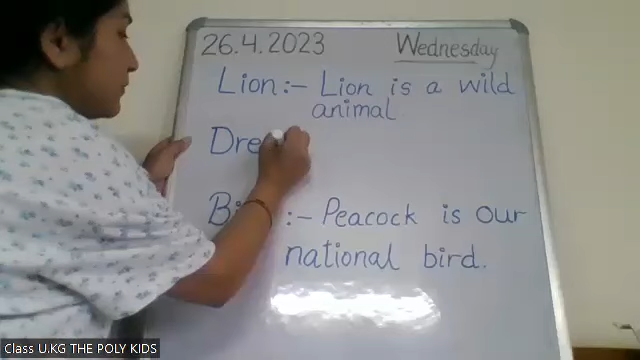 26.4.2023 Wednesday
Lion :- Lion is a wild
animal
Dre
:- Peacock is our
national bird.
Class U.KG THE POLY KIDS